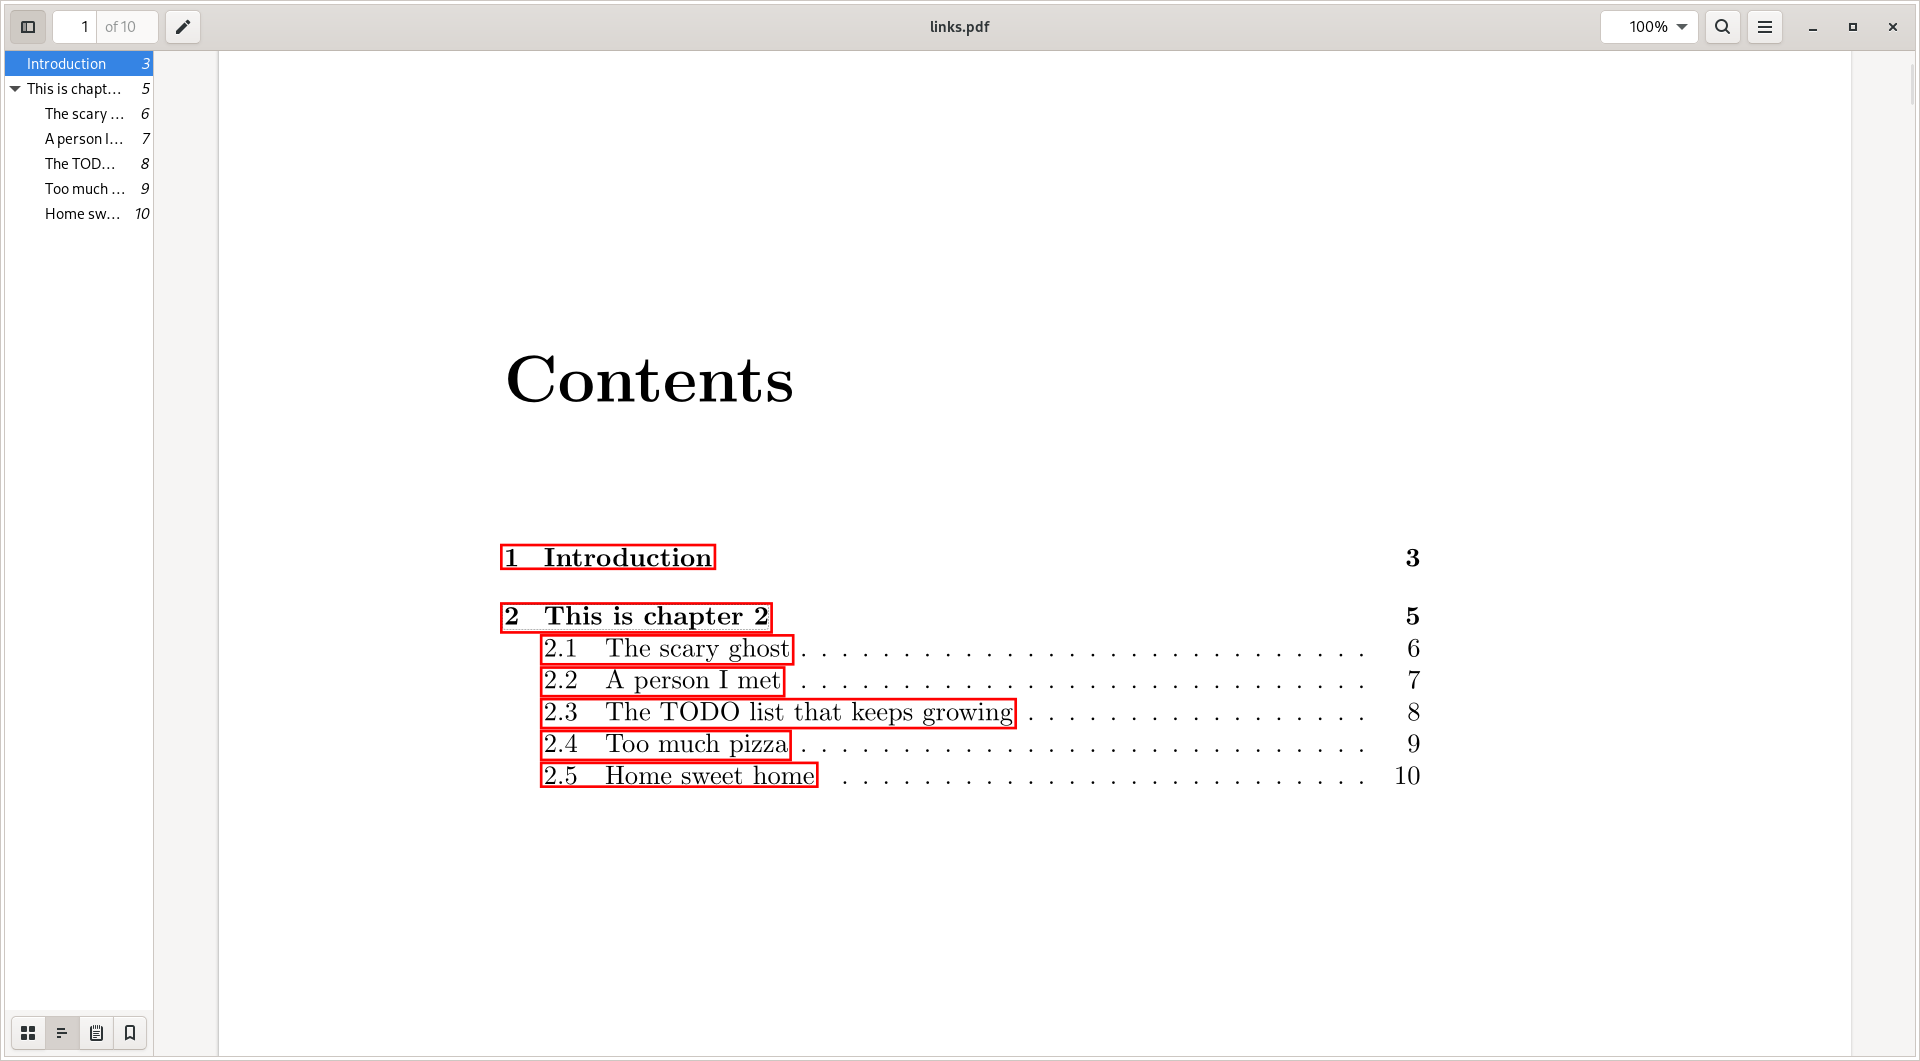 1 of 10 links.pdf 100%
Introduction 3
This is chapt... 5
The scary ... 6
A person l... 7
The TOD... 8
Too much ... 9
Home sw... 10
Contents
1 Introduction 3
2 This is chapter 2 5
2.1 The scary ghost . . . . . . . . . . . . . . . . . . . . . . . . . . . . 6
2.2 A person I met . . . . . . . . . . . . . . . . . . . . . . . . . . . . 7
2.3 The TODO list that keeps growing . . . . . . . . . . . . . . . . . 8
2.4 Too much pizza . . . . . . . . . . . . . . . . . . . . . . . . . . . . 9
2.5 Home sweet home . . . . . . . . . . . . . . . . . . . . . . . . . . 10